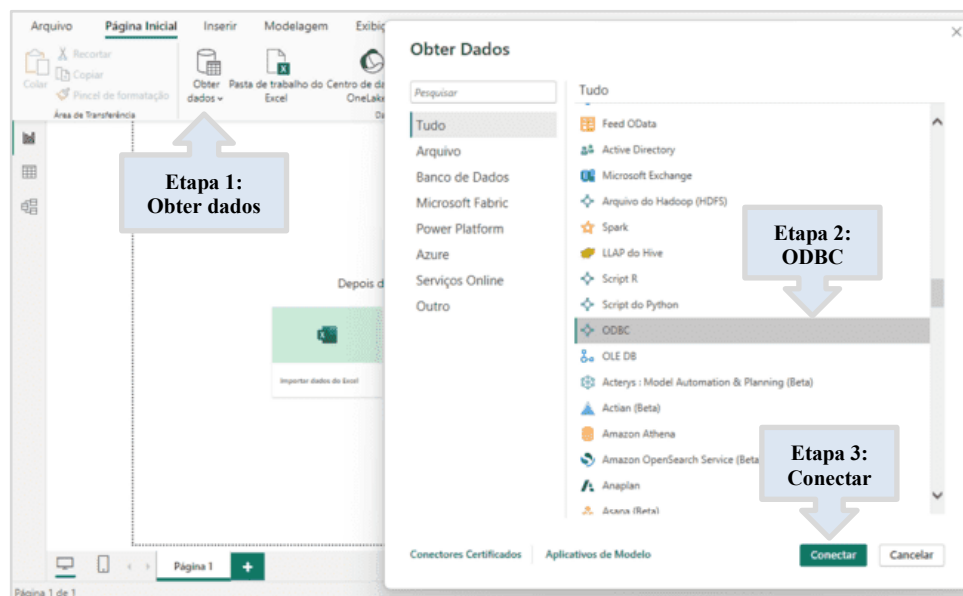 Arquivo Página Inicial Inserir Modelagem
Recortar
Copiar
Pincel de formatação
Colar
Área de Transferência
Obter
dados
Pasta de trabalho do
Excel
Centro de
OneLake
Etapa 1:
Obter dados
Depois
Importar dados do Excel
Página 1
Página 1 de 1
Obter Dados
Pesquisar
Tudo
Arquivo
Banco de Dados
Microsoft Fabric
Power Platform
Azure
Serviços Online
Outro
Tudo
Feed OData
Active Directory
Microsoft Exchange
Arquivo do Hadoop (HDFS)
Spark
LLAP do Hive
Script R
Script do Python
ODBC
OLE DB
Acterys : Model Automation & Planning (Beta)
Actian (Beta)
Amazon Athena
Amazon OpenSearch Service (Beta
Anaplan
Asana (Beta)
Etapa 2:
ODBC
Etapa 3:
Conectar
Conectores Certificados Aplicativos de Modelo
Conectar Cancelar